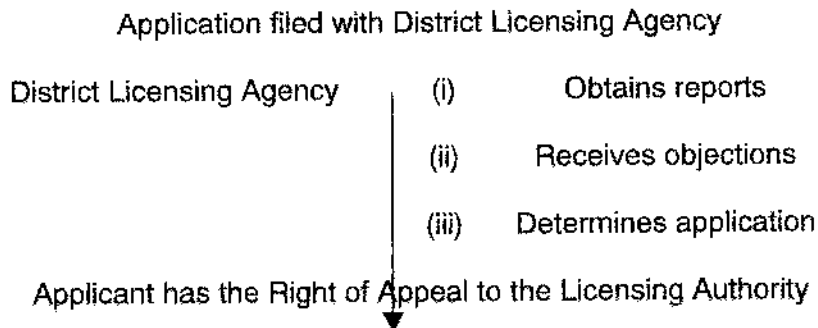 Application filed with District Licensing Agency
District Licensing Agency (i) Obtains reports
(ii) Receives objections
(iii) Determines application
Applicant has the Right of Appeal to the Licensing Authority